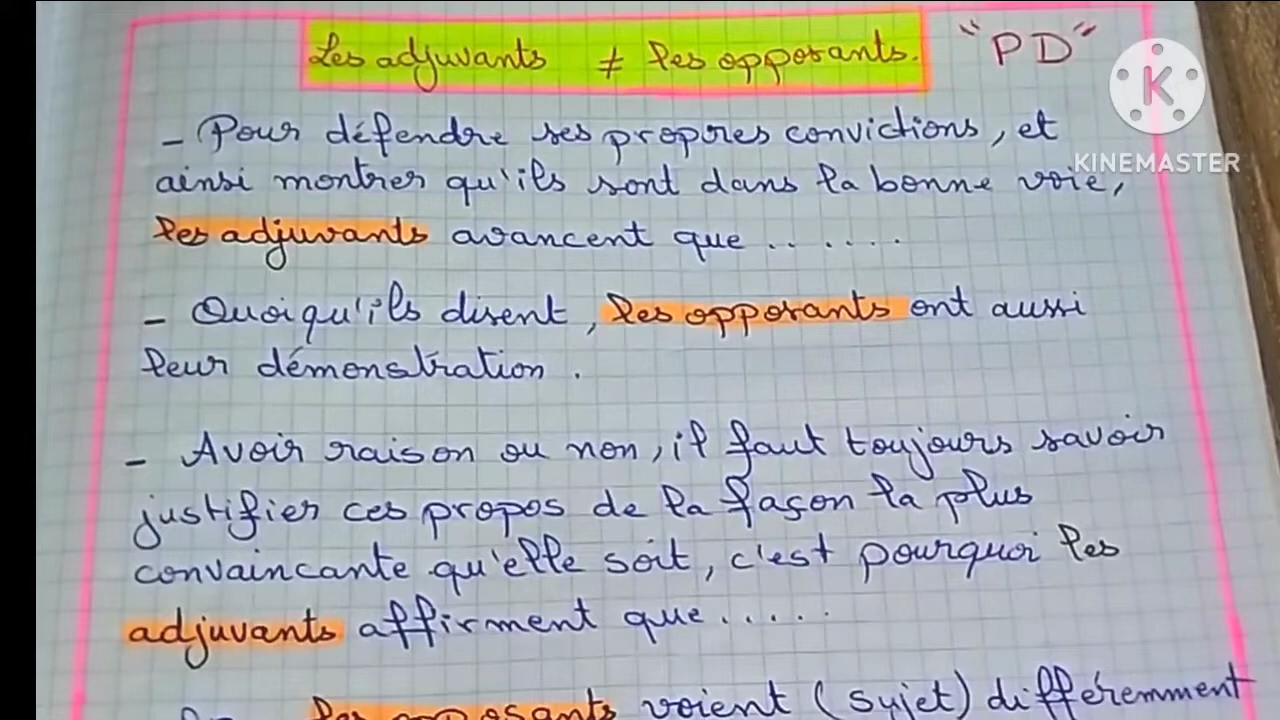 Les adjuvants ≠ les opposants. "PD"
K
KINEMASTER
- Pour défendre ses propres convictions, et
ainsi montrer qu'ils sont dans la bonne voie,
les adjuvants avancent que .......
- Quoiqu'ils disent, les opposants ont aussi
leur démonstration .
- Avoir raison ou non, il faut toujours savoir
justifier ces propos de la façon la plus
convaincante qu'elle soit, c'est pourquoi les
adjuvants affirment que .....
les opposants voient (sujet) différemment